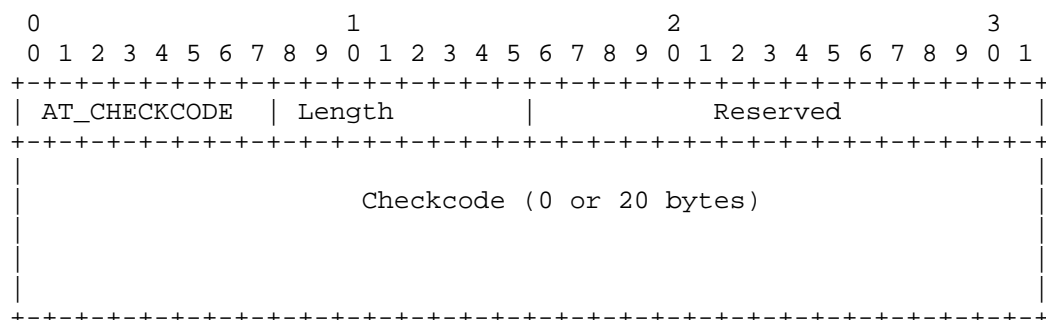 0                   1                   2                   3
0 1 2 3 4 5 6 7 8 9 0 1 2 3 4 5 6 7 8 9 0 1 2 3 4 5 6 7 8 9 0 1
+-+-+-+-+-+-+-+-+-+-+-+-+-+-+-+-+-+-+-+-+-+-+-+-+-+-+-+-+-+-+-+-+
| AT_CHECKCODE  | Length        |           Reserved            |
+-+-+-+-+-+-+-+-+-+-+-+-+-+-+-+-+-+-+-+-+-+-+-+-+-+-+-+-+-+-+-+-+
|                                                               |
|                     Checkcode (0 or 20 bytes)                 |
|                                                               |
|                                                               |
|                                                               |
+-+-+-+-+-+-+-+-+-+-+-+-+-+-+-+-+-+-+-+-+-+-+-+-+-+-+-+-+-+-+-+-+